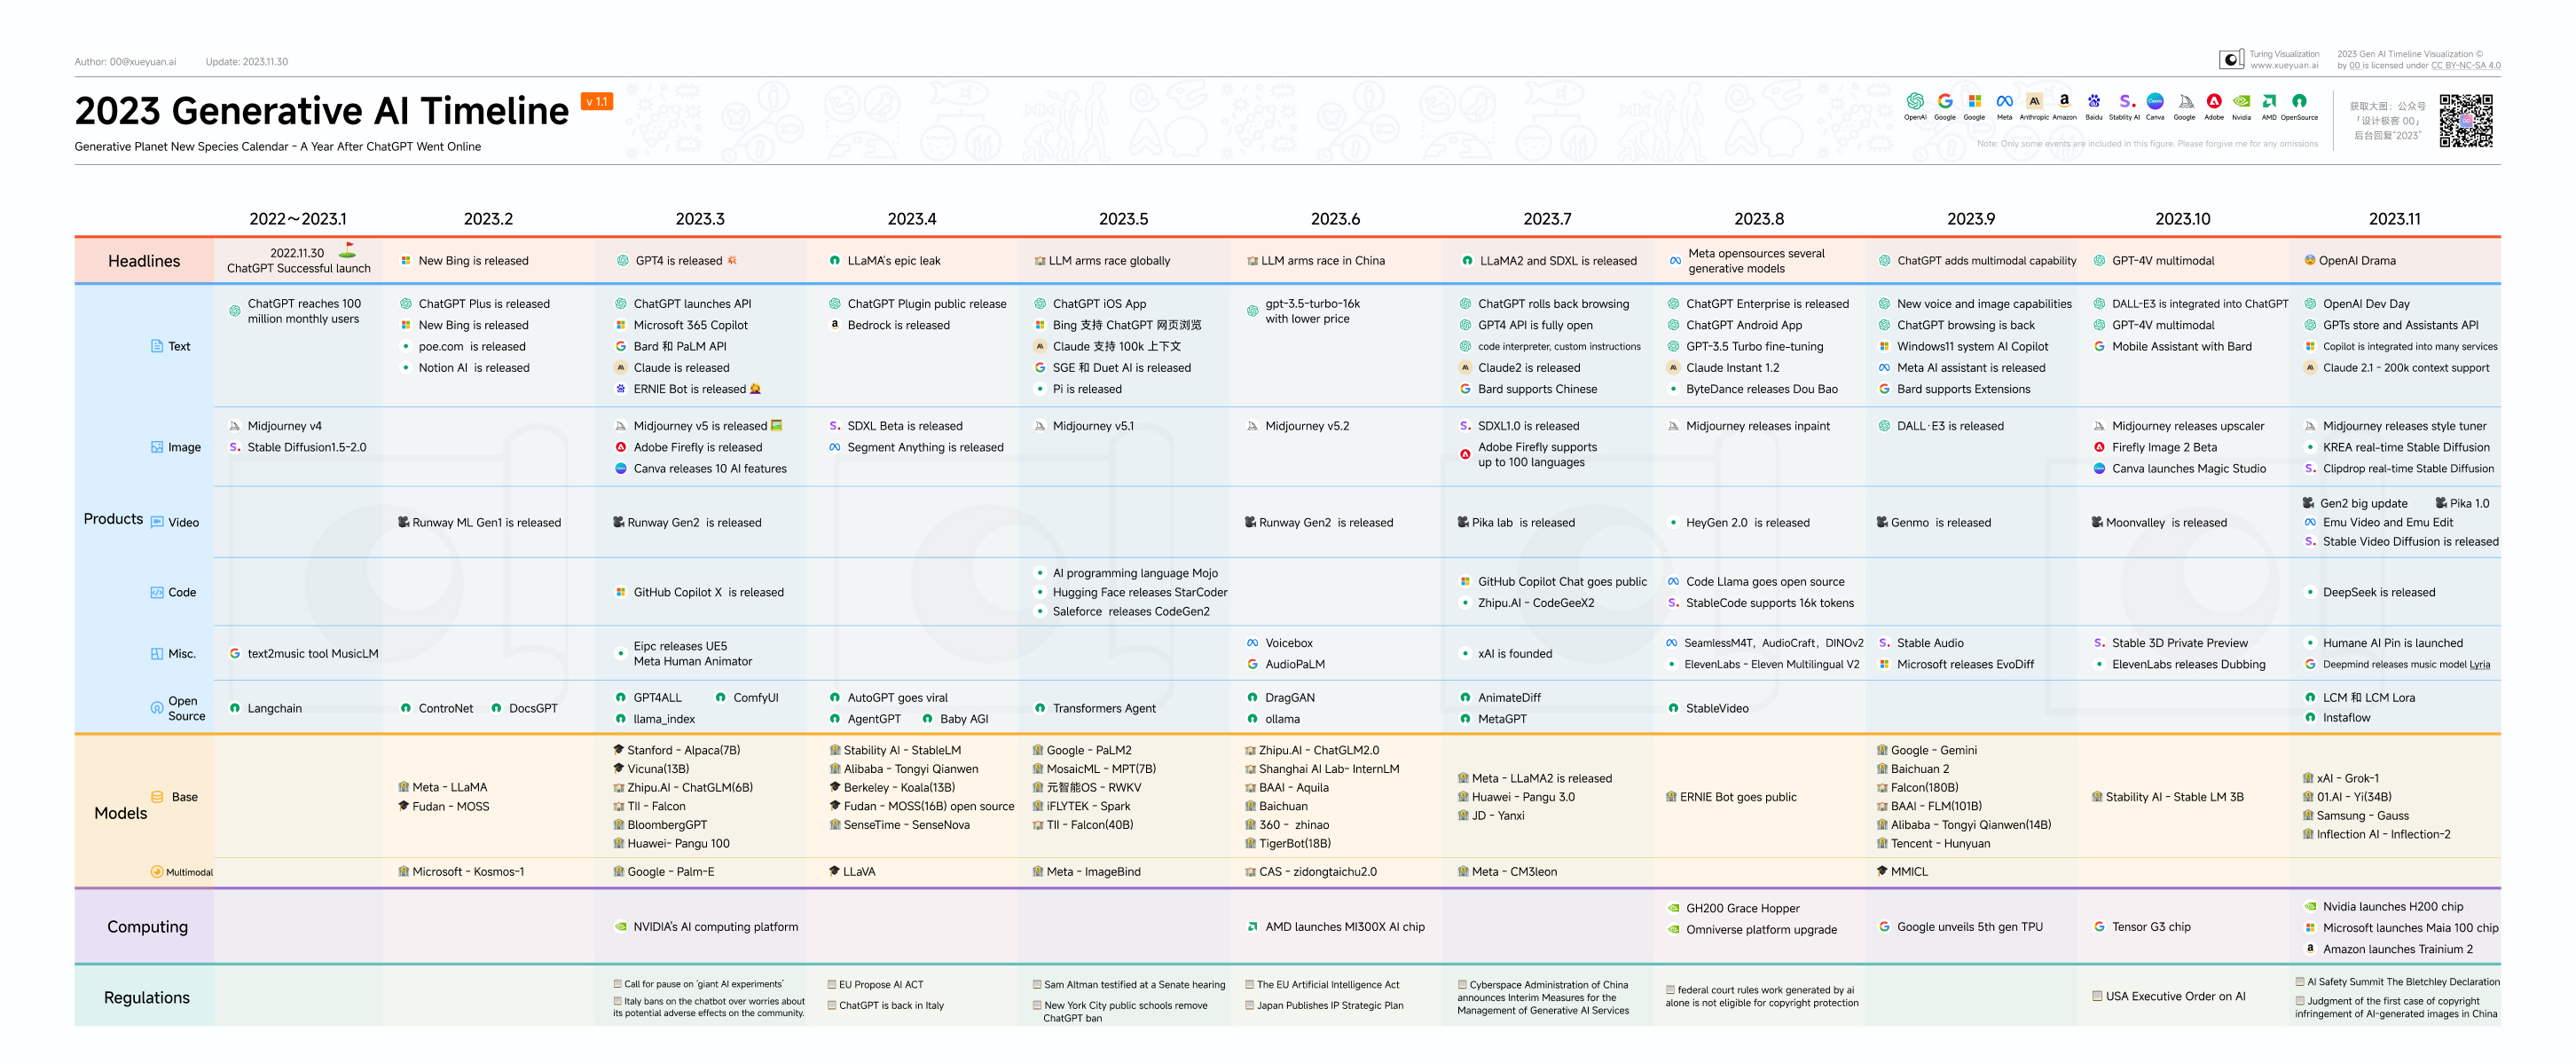 Author: 00@xueyuan.ai Update: 2023.11.30
Turing Visualization
www.xueyuan.ai
2023 Gen AI Timeline Visualization ©
by 00 is licensed under CC BY-NC-SA 4.0
2023 Generative AI Timeline v 1.1
Generative Planet New Species Calendar - A Year After ChatGPT Went Online
OpenAI Google Google Meta Anthropic Amazon Baidu Stablity AI Canva Google Adobe Nvidia AMD OpenSource
Note: Only some events are included in this figure. Please forgive me for any omissions
获取大图：公众号
「设计极客 00」
后台回复“2023”
2022～2023.1 2023.2 2023.3 2023.4 2023.5 2023.6 2023.7 2023.8 2023.9 2023.10 2023.11
Headlines
2022.11.30
ChatGPT Successful launch
New Bing is released
GPT4 is released
LLaMA's epic leak
LLM arms race globally
LLM arms race in China
LLaMA2 and SDXL is released
Meta opensources several
generative models
ChatGPT adds multimodal capability
GPT-4V multimodal
OpenAI Drama
Products
Text
ChatGPT reaches 100
million monthly users
ChatGPT Plus is released
New Bing is released
poe.com is released
Notion AI is released
ChatGPT launches API
Microsoft 365 Copilot
Bard 和 PaLM API
Claude is released
ERNIE Bot is released
ChatGPT Plugin public release
Bedrock is released
ChatGPT iOS App
Bing 支持 ChatGPT 网页浏览
Claude 支持 100k 上下文
SGE 和 Duet AI is released
Pi is released
gpt-3.5-turbo-16k
with lower price
ChatGPT rolls back browsing
GPT4 API is fully open
code interpreter, custom instructions
Claude2 is released
Bard supports Chinese
ChatGPT Enterprise is released
ChatGPT Android App
GPT-3.5 Turbo fine-tuning
Claude Instant 1.2
ByteDance releases Dou Bao
New voice and image capabilities
ChatGPT browsing is back
Windows11 system AI Copilot
Meta AI assistant is released
Bard supports Extensions
DALL-E3 is integrated into ChatGPT
GPT-4V multimodal
Mobile Assistant with Bard
OpenAI Dev Day
GPTs store and Assistants API
Copilot is integrated into many services
Claude 2.1 - 200k context support
Image
Midjourney v4
Stable Diffusion1.5-2.0
Midjourney v5 is released
Adobe Firefly is released
Canva releases 10 AI features
SDXL Beta is released
Segment Anything is released
Midjourney v5.1
Midjourney v5.2
SDXL1.0 is released
Adobe Firefly supports
up to 100 languages
Midjourney releases inpaint
DALL·E3 is released
Midjourney releases upscaler
Firefly Image 2 Beta
Canva launches Magic Studio
Midjourney releases style tuner
KREA real-time Stable Diffusion
Clipdrop real-time Stable Diffusion
Video
Runway ML Gen1 is released
Runway Gen2 is released
Runway Gen2 is released
Pika lab is released
HeyGen 2.0 is released
Genmo is released
Moonvalley is released
Gen2 big update Pika 1.0
Emu Video and Emu Edit
Stable Video Diffusion is released
Code
GitHub Copilot X is released
AI programming language Mojo
Hugging Face releases StarCoder
Saleforce releases CodeGen2
GitHub Copilot Chat goes public
Zhipu.AI - CodeGeeX2
Code Llama goes open source
StableCode supports 16k tokens
DeepSeek is released
Misc.
text2music tool MusicLM
Eipc releases UE5
Meta Human Animator
Voicebox
AudioPaLM
xAI is founded
SeamlessM4T，AudioCraft，DINOv2
ElevenLabs - Eleven Multilingual V2
Stable Audio
Microsoft releases EvoDiff
Stable 3D Private Preview
ElevenLabs releases Dubbing
Humane AI Pin is launched
Deepmind releases music model Lyria
Open
Source
Langchain
ControNet DocsGPT
GPT4ALL ComfyUI
llama_index
AutoGPT goes viral
AgentGPT Baby AGI
Transformers Agent
DragGAN
ollama
AnimateDiff
MetaGPT
StableVideo
LCM 和 LCM Lora
Instaflow
Models
Base
Meta - LLaMA
Fudan - MOSS
Stanford - Alpaca(7B)
Vicuna(13B)
Zhipu.AI - ChatGLM(6B)
TII - Falcon
BloombergGPT
Huawei- Pangu 100
Stability AI - StableLM
Alibaba - Tongyi Qianwen
Berkeley - Koala(13B)
Fudan - MOSS(16B) open source
SenseTime - SenseNova
Google - PaLM2
MosaicML - MPT(7B)
元智能OS - RWKV
iFLYTEK - Spark
TII - Falcon(40B)
Zhipu.AI - ChatGLM2.0
Shanghai AI Lab- InternLM
BAAI - Aquila
Baichuan
360 - zhinao
TigerBot(18B)
Meta - LLaMA2 is released
Huawei - Pangu 3.0
JD - Yanxi
ERNIE Bot goes public
Google - Gemini
Baichuan 2
Falcon(180B)
BAAI - FLM(101B)
Alibaba - Tongyi Qianwen(14B)
Tencent - Hunyuan
Stability AI - Stable LM 3B
xAI - Grok-1
01.AI - Yi(34B)
Samsung - Gauss
Inflection AI - Inflection-2
Multimodal
Microsoft - Kosmos-1
Google - Palm-E
LLaVA
Meta - ImageBind
CAS - zidongtaichu2.0
Meta - CM3leon
MMICL
Computing
NVIDIA's AI computing platform
AMD launches MI300X AI chip
GH200 Grace Hopper
Omniverse platform upgrade
Google unveils 5th gen TPU
Tensor G3 chip
Nvidia launches H200 chip
Microsoft launches Maia 100 chip
Amazon launches Trainium 2
Regulations
Call for pause on 'giant AI experiments'
Italy bans on the chatbot over worries about
its potential adverse effects on the community.
EU Propose AI ACT
ChatGPT is back in Italy
Sam Altman testified at a Senate hearing
New York City public schools remove
ChatGPT ban
The EU Artificial Intelligence Act
Japan Publishes IP Strategic Plan
Cyberspace Administration of China
announces Interim Measures for the
Management of Generative AI Services
federal court rules work generated by ai
alone is not eligible for copyright protection
USA Executive Order on AI
AI Safety Summit The Bletchley Declaration
Judgment of the first case of copyright
infringement of AI-generated images in China